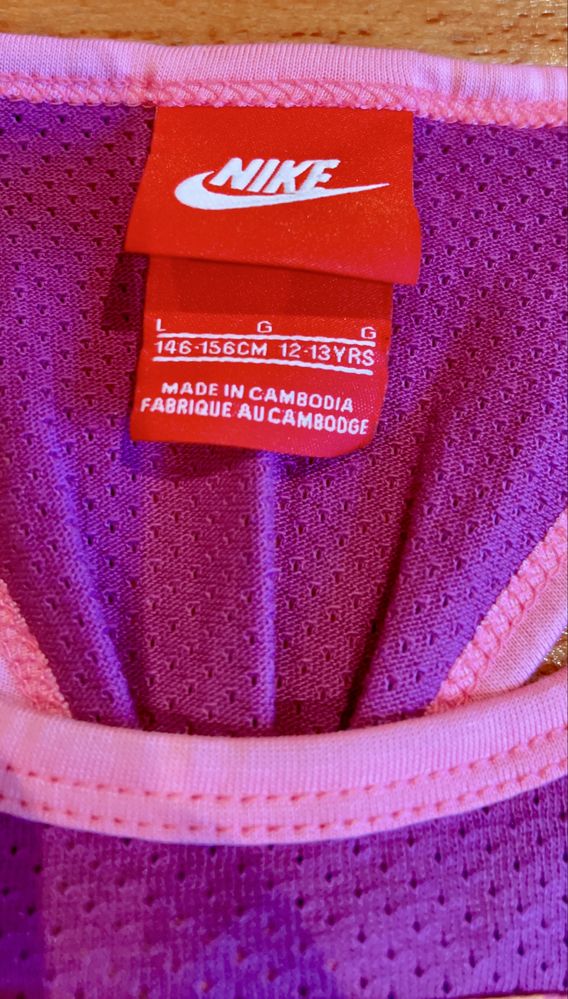 NIKE
L G G
146-156CM 12-13YRS
MADE IN CAMBODIA
FABRIQUE AU CAMBODGE